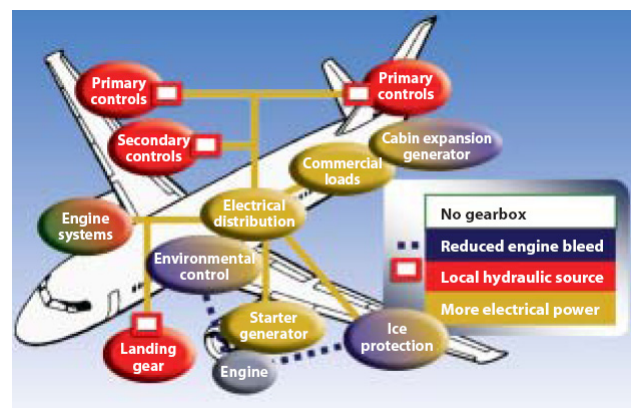 Primary
controls
Primary
controls
Secondary
controls
Cabin expansion
generator
Commercial
loads
Electrical
distribution
Engine
systems
Environmental
control
Starter
generator
Ice
protection
Landing
gear
Engine
No gearbox
Reduced engine bleed
Local hydraulic source
More electrical power